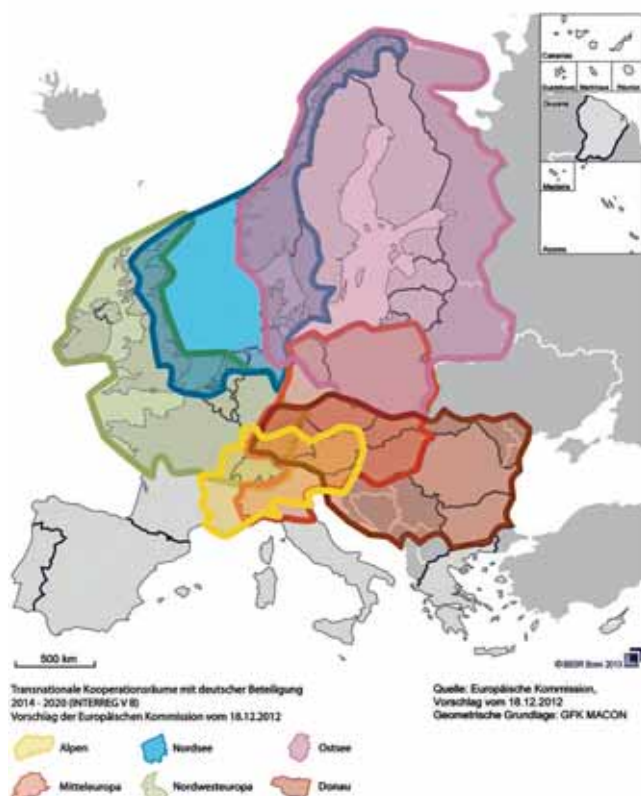 Canarias
Guadeloupe Martinique Réunion
Guyane
Madeira
Azores
500 km
© BBSR Bonn 2013
Transnationale Kooperationsräume mit deutscher Beteiligung
2014 - 2020 (INTERREG V B)
Vorschlag der Europäischen Kommission vom 18.12.2012
Quelle: Europäische Kommission,
Vorschlag vom 18.12.2012
Geometrische Grundlage: GFK MACON
Alpen
Nordsee
Ostsee
Mitteleuropa
Nordwesteuropa
Donau